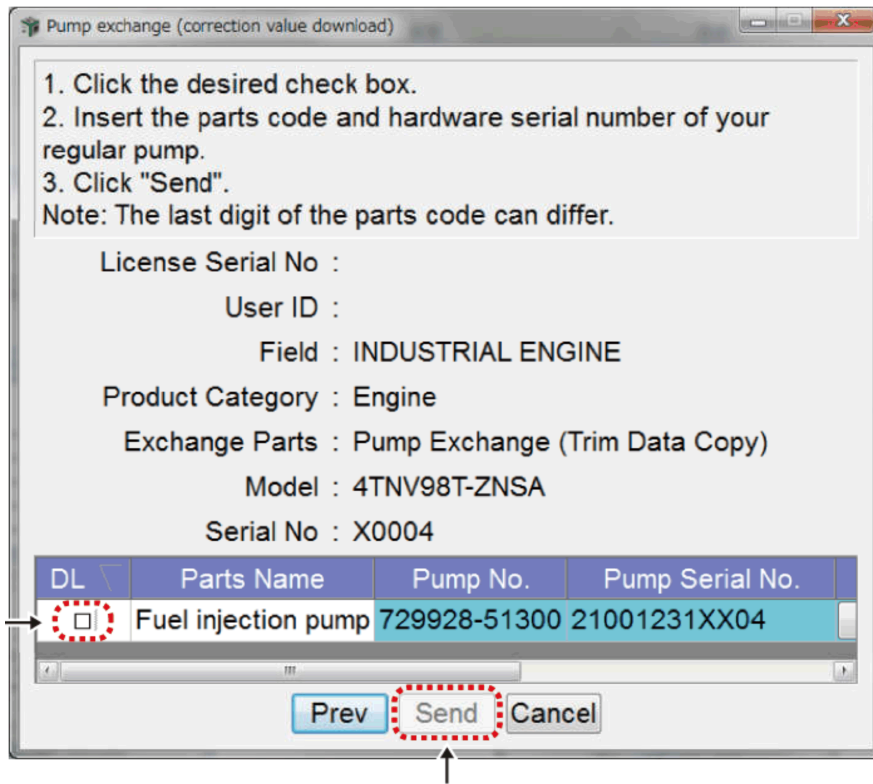 Pump exchange (correction value download)
1. Click the desired check box.
2. Insert the parts code and hardware serial number of your
regular pump.
3. Click "Send".
Note: The last digit of the parts code can differ.
License Serial No :
User ID :
Field : INDUSTRIAL ENGINE
Product Category : Engine
Exchange Parts : Pump Exchange (Trim Data Copy)
Model : 4TNV98T-ZNSA
Serial No : X0004
DL Parts Name Pump No. Pump Serial No.
Fuel injection pump 729928-51300 21001231XX04
Prev Send Cancel